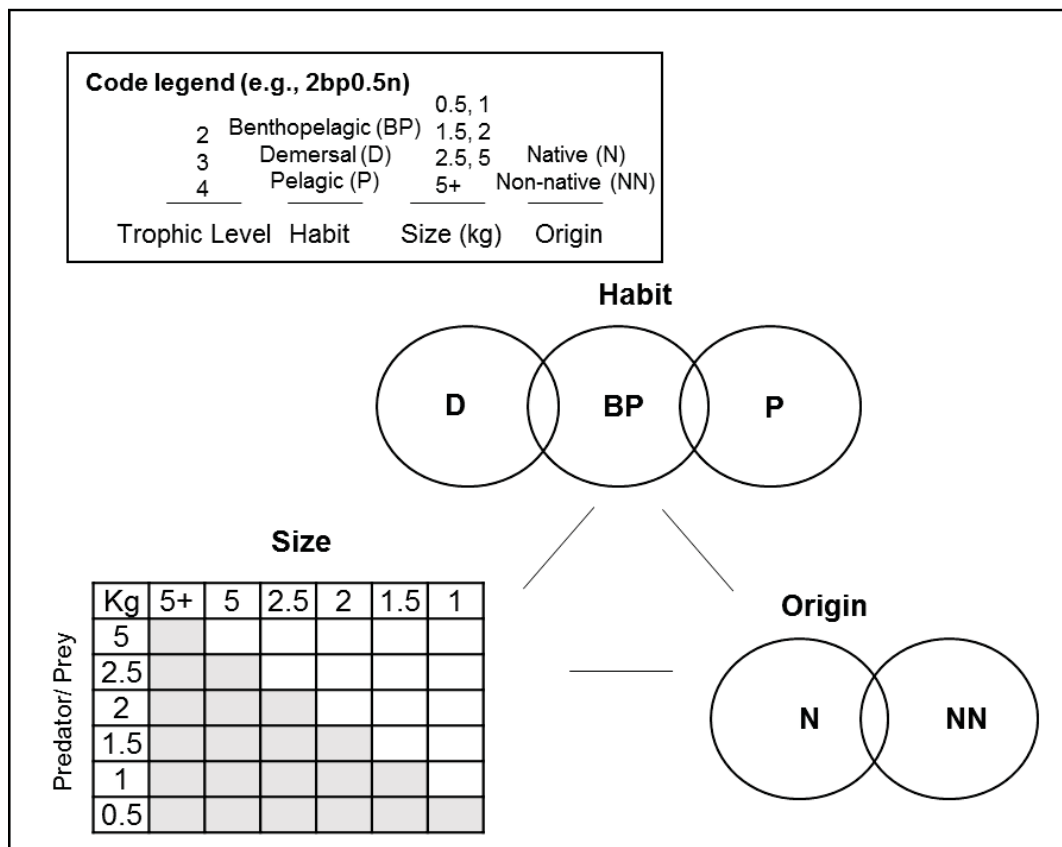 Code legend (e.g., 2bp0.5n)
0.5, 1
2 Benthopelagic (BP) 1.5, 2
3 Demersal (D) 2.5, 5 Native (N)
4 Pelagic (P) 5+ Non-native (NN)
Trophic Level Habit Size (kg) Origin
Habit
D BP P
Size
Kg 5+ 5 2.5 2 1.5 1
5
2.5
2
1.5
1
0.5
Predator/ Prey
Origin
N NN